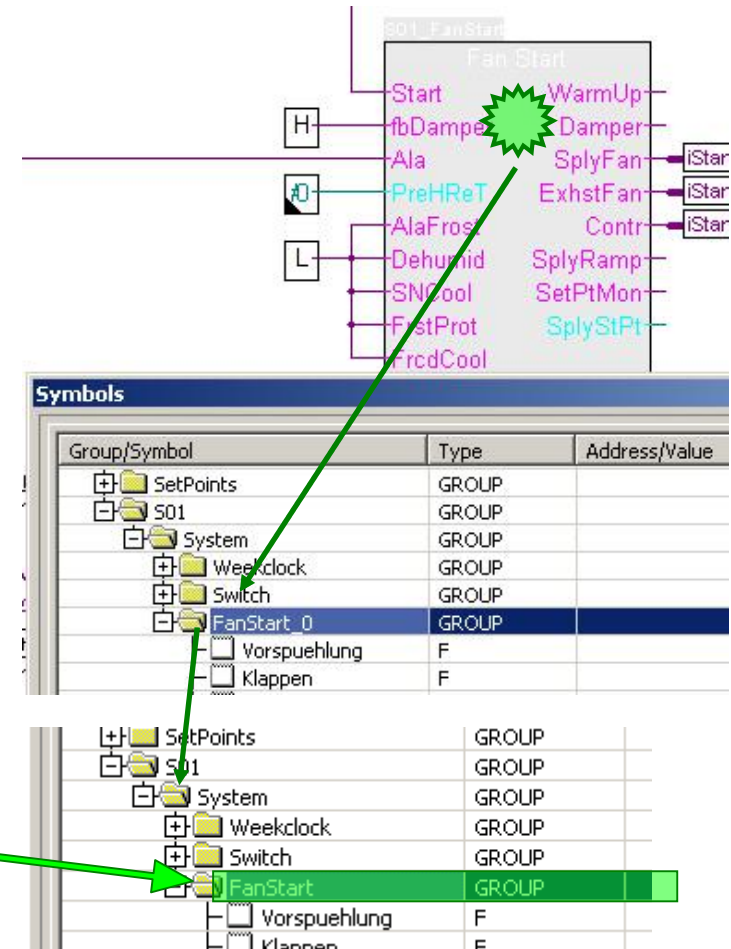 S01_FanStart
Fan Start
Start WarmUp
H fbDampe Damper
Ala SplyFan iStar
PreHReT ExhstFan iStar
AlaFrost Contr iStar
L Dehumid SplyRamp
SNCool SetPtMon
FrstProt SplyStPt
FrcdCool
Symbols
Group/Symbol Type Address/Value
SetPoints GROUP
S01 GROUP
System GROUP
Weekclock GROUP
Switch GROUP
FanStart_0 GROUP
Vorspuehlung F
Klappen F
SetPoints GROUP
S01 GROUP
System GROUP
Weekclock GROUP
Switch GROUP
FanStart GROUP
Vorspuehlung F
Klappen F